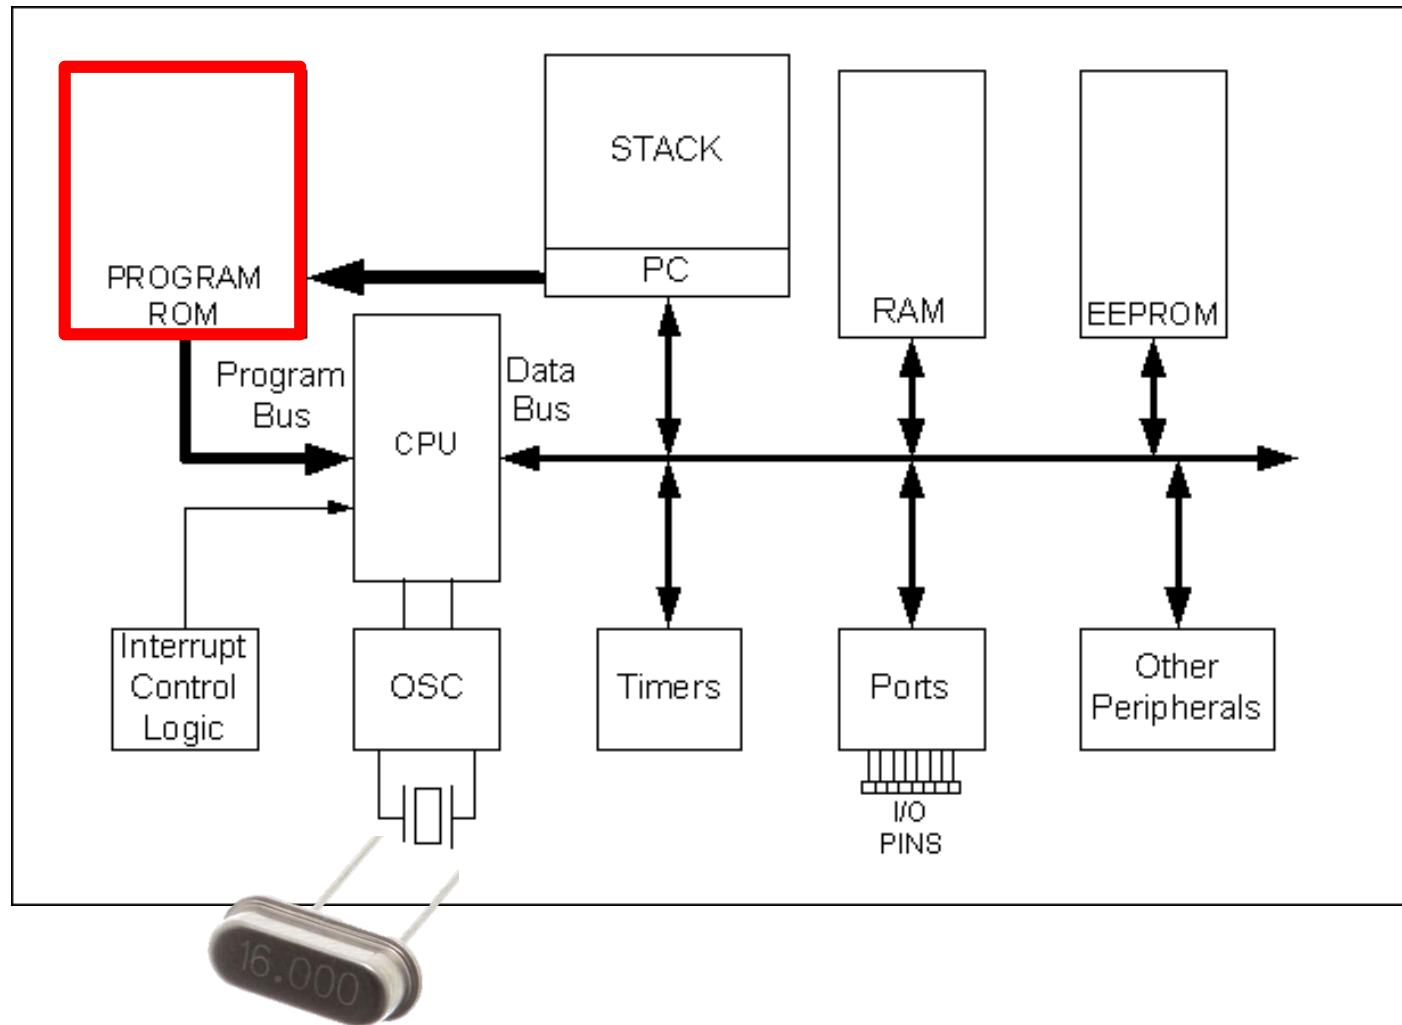 STACK
PC
PROGRAM
ROM
RAM
EEPROM
Program
Bus
Data
Bus
CPU
Interrupt
Control
Logic
OSC
Timers
Ports
Other
Peripherals
I/O
PINS
16.000